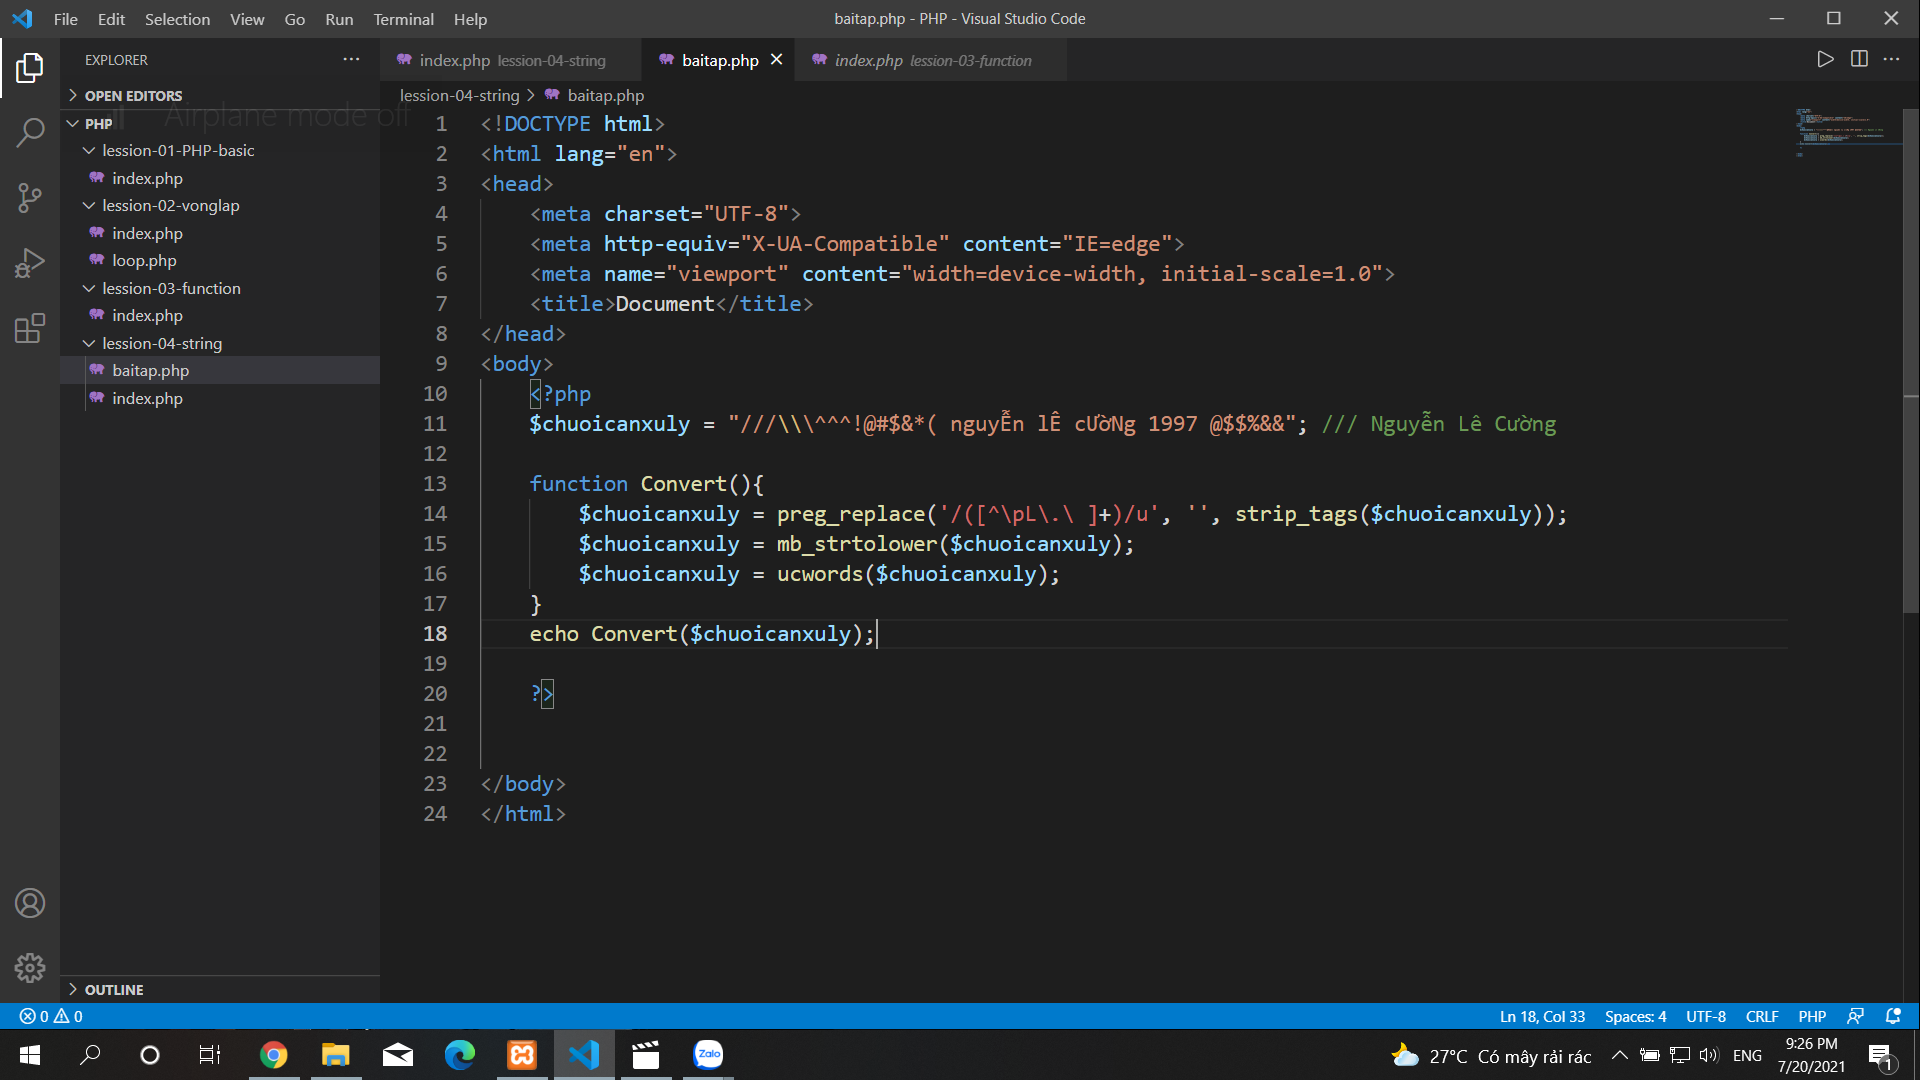 File Edit Selection View Go Run Terminal Help
baitap.php - PHP - Visual Studio Code
EXPLORER
index.php lession-04-string
baitap.php
index.php lession-03-function
OPEN EDITORS
Airplane mode off
PHP
lession-01-PHP-basic
index.php
lession-02-vonglap
index.php
loop.php
lession-03-function
index.php
lession-04-string
baitap.php
index.php
OUTLINE
lession-04-string > baitap.php
1 <!DOCTYPE html>
2 <html lang="en">
3 <head>
4 <meta charset="UTF-8">
5 <meta http-equiv="X-UA-Compatible" content="IE=edge">
6 <meta name="viewport" content="width=device-width, initial-scale=1.0">
7 <title>Document</title>
8 </head>
9 <body>
10 <?php
11 $chuoicanxuly = "///\\\^^^!@#$&*( nguyỄn lÊ cƯờNg 1997 @$$%&&"; /// Nguyễn Lê Cường
12
13 function Convert(){
14 $chuoicanxuly = preg_replace('/([^\pL\.\ ]+)/u', '', strip_tags($chuoicanxuly));
15 $chuoicanxuly = mb_strtolower($chuoicanxuly);
16 $chuoicanxuly = ucwords($chuoicanxuly);
17 }
18 echo Convert($chuoicanxuly);
19
20 ?>
21
22
23 </body>
24 </html>
0 0
Ln 18, Col 33 Spaces: 4 UTF-8 CRLF PHP
Zalo
27°C Có mây rải rác
ENG
9:26 PM
7/20/2021
1